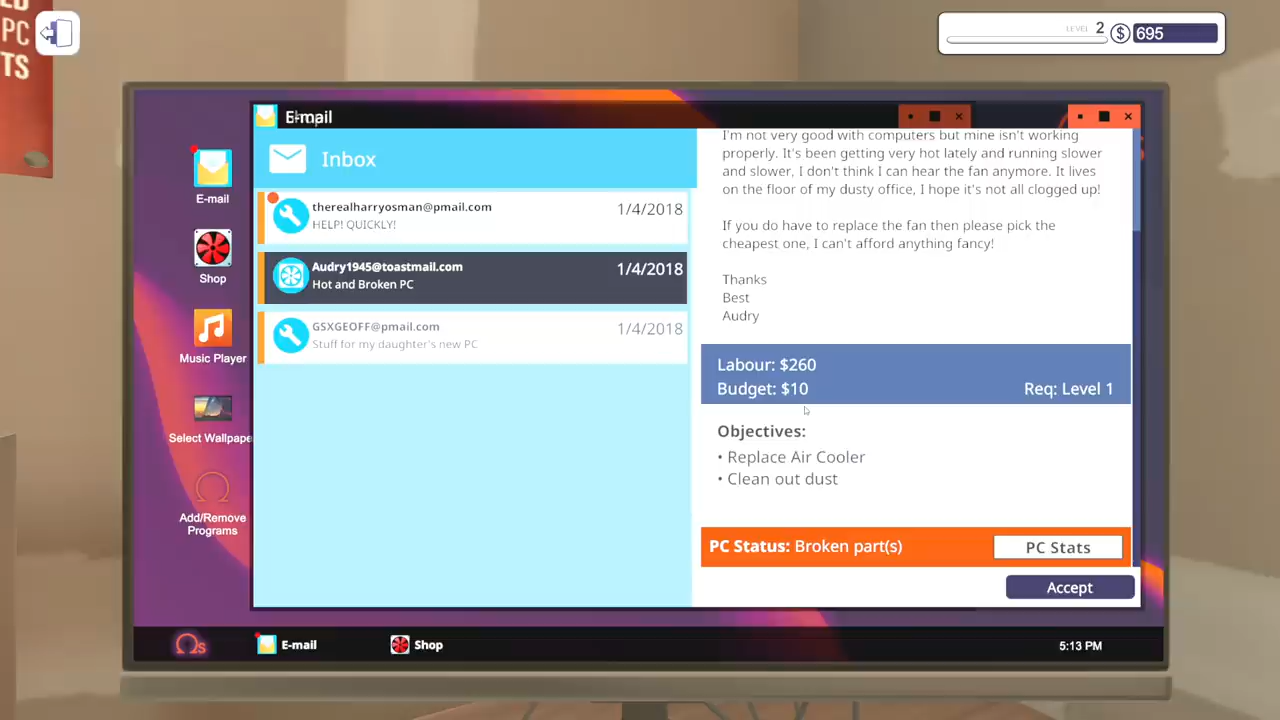 PC
TS
LEVEL 2 $ 695
E-mail
Inbox
therealharryosman@pmail.com 1/4/2018
HELP! QUICKLY!
Audry1945@toastmail.com 1/4/2018
Hot and Broken PC
GSXGEOFF@pmail.com 1/4/2018
Stuff for my daughter's new PC
I'm not very good with computers but mine isn't working
properly. It's been getting very hot lately and running slower
and slower, I don't think I can hear the fan anymore. It lives
on the floor of my dusty office, I hope it's not all clogged up!
If you do have to replace the fan then please pick the
cheapest one, I can't afford anything fancy!
Thanks
Best
Audry
Labour: $260
Budget: $10 Req: Level 1
Objectives:
• Replace Air Cooler
• Clean out dust
PC Status: Broken part(s) PC Stats
Accept
E-mail
Shop
Music Player
Select Wallpape
Add/Remove
Programs
Ωs E-mail Shop 5:13 PM